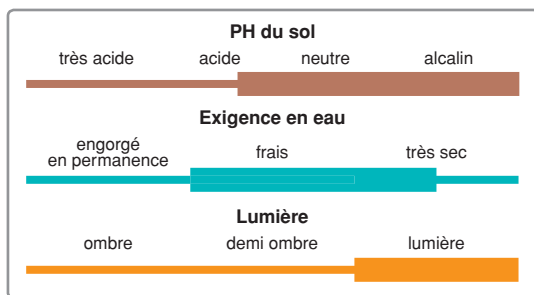 PH du sol
très acide acide neutre alcalin
Exigence en eau
engorgé
en permanence frais très sec
Lumière
ombre demi ombre lumière